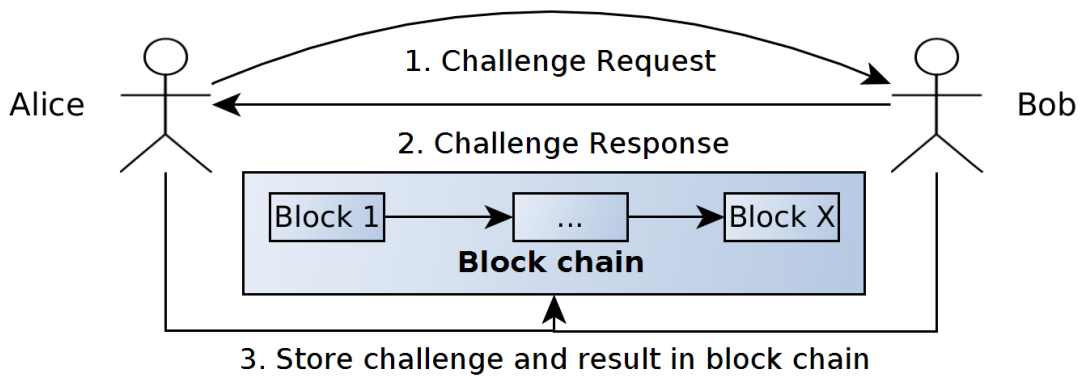 1. Challenge Request
Alice
Bob
2. Challenge Response
Block 1
...
Block X
Block chain
3. Store challenge and result in block chain